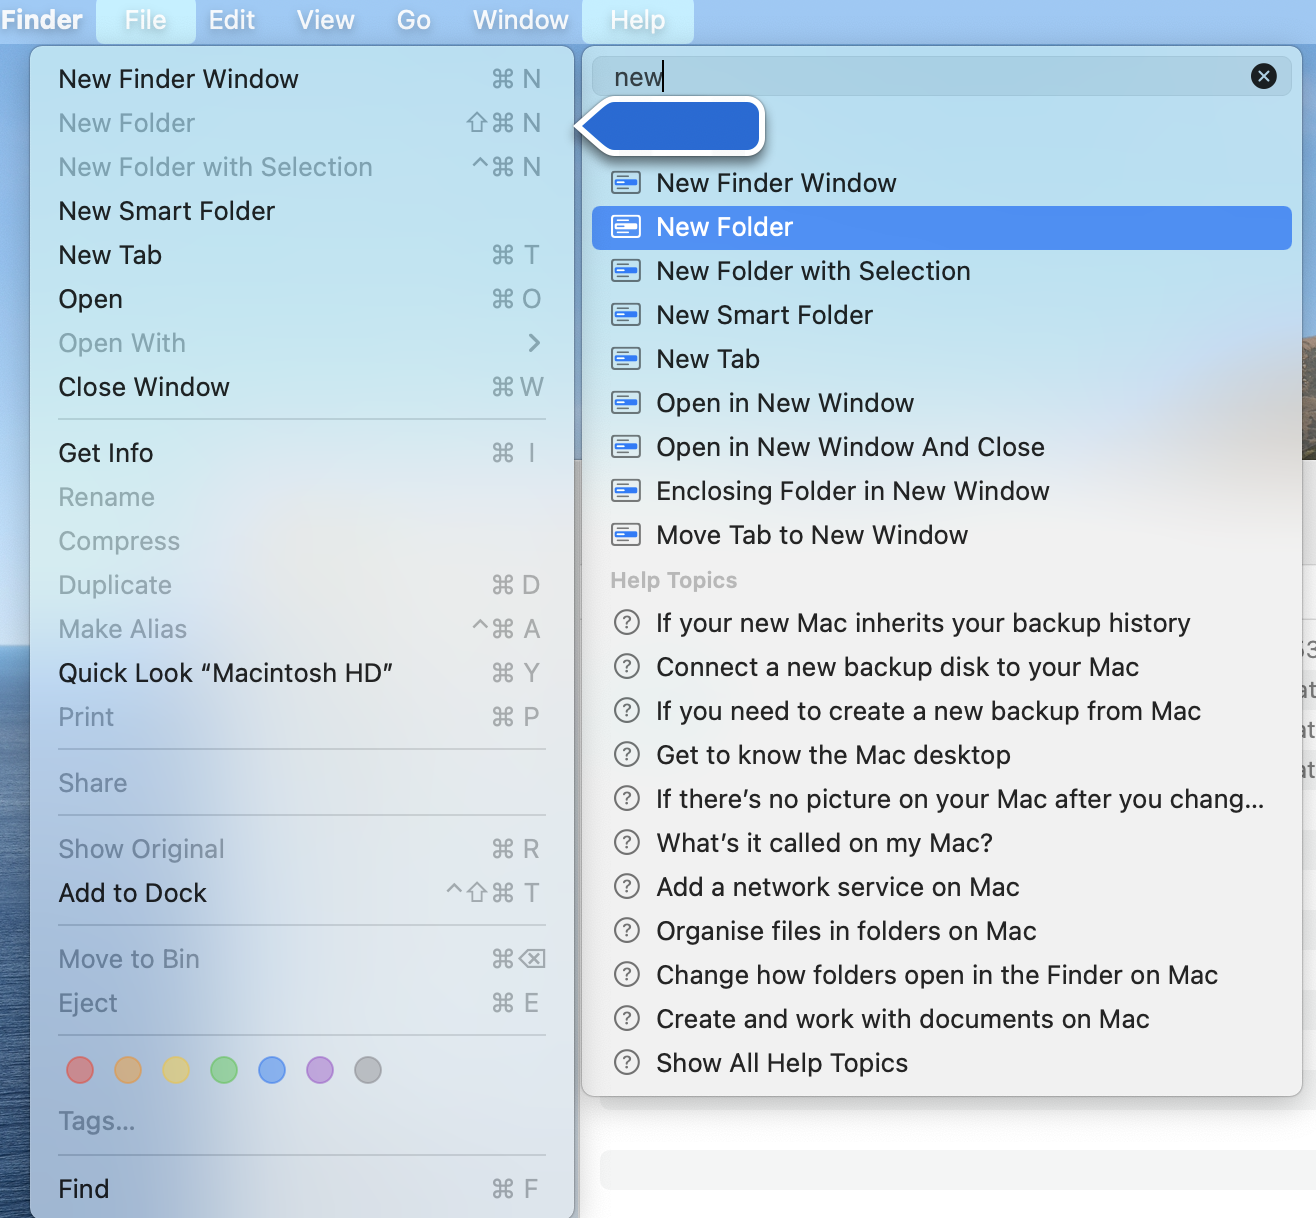 Finder File Edit View Go Window Help
New Finder Window ⌘ N
New Folder ⇧⌘ N
New Folder with Selection ^⌘ N
New Smart Folder
New Tab ⌘ T
Open ⌘ O
Open With >
Close Window ⌘ W
Get Info ⌘ I
Rename
Compress
Duplicate ⌘ D
Make Alias ^⌘ A
Quick Look “Macintosh HD” ⌘ Y
Print ⌘ P
Share
Show Original ⌘ R
Add to Dock ^⇧⌘ T
Move to Bin ⌘⌫
Eject ⌘ E
Tags...
Find ⌘ F
new
New Finder Window
New Folder
New Folder with Selection
New Smart Folder
New Tab
Open in New Window
Open in New Window And Close
Enclosing Folder in New Window
Move Tab to New Window
Help Topics
If your new Mac inherits your backup history
Connect a new backup disk to your Mac
If you need to create a new backup from Mac
Get to know the Mac desktop
If there’s no picture on your Mac after you chang...
What’s it called on my Mac?
Add a network service on Mac
Organise files in folders on Mac
Change how folders open in the Finder on Mac
Create and work with documents on Mac
Show All Help Topics